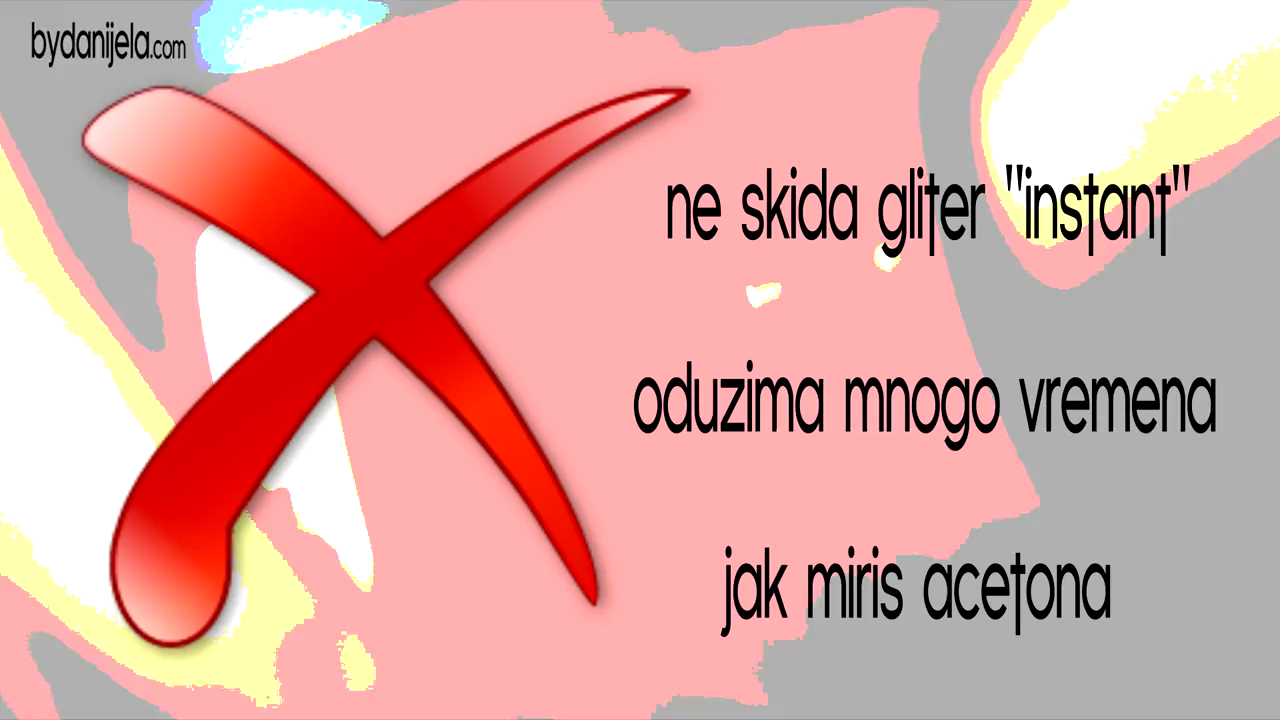 bydanijela.com
ne skida gliter "instant"
oduzima mnogo vremena
jak miris acetona